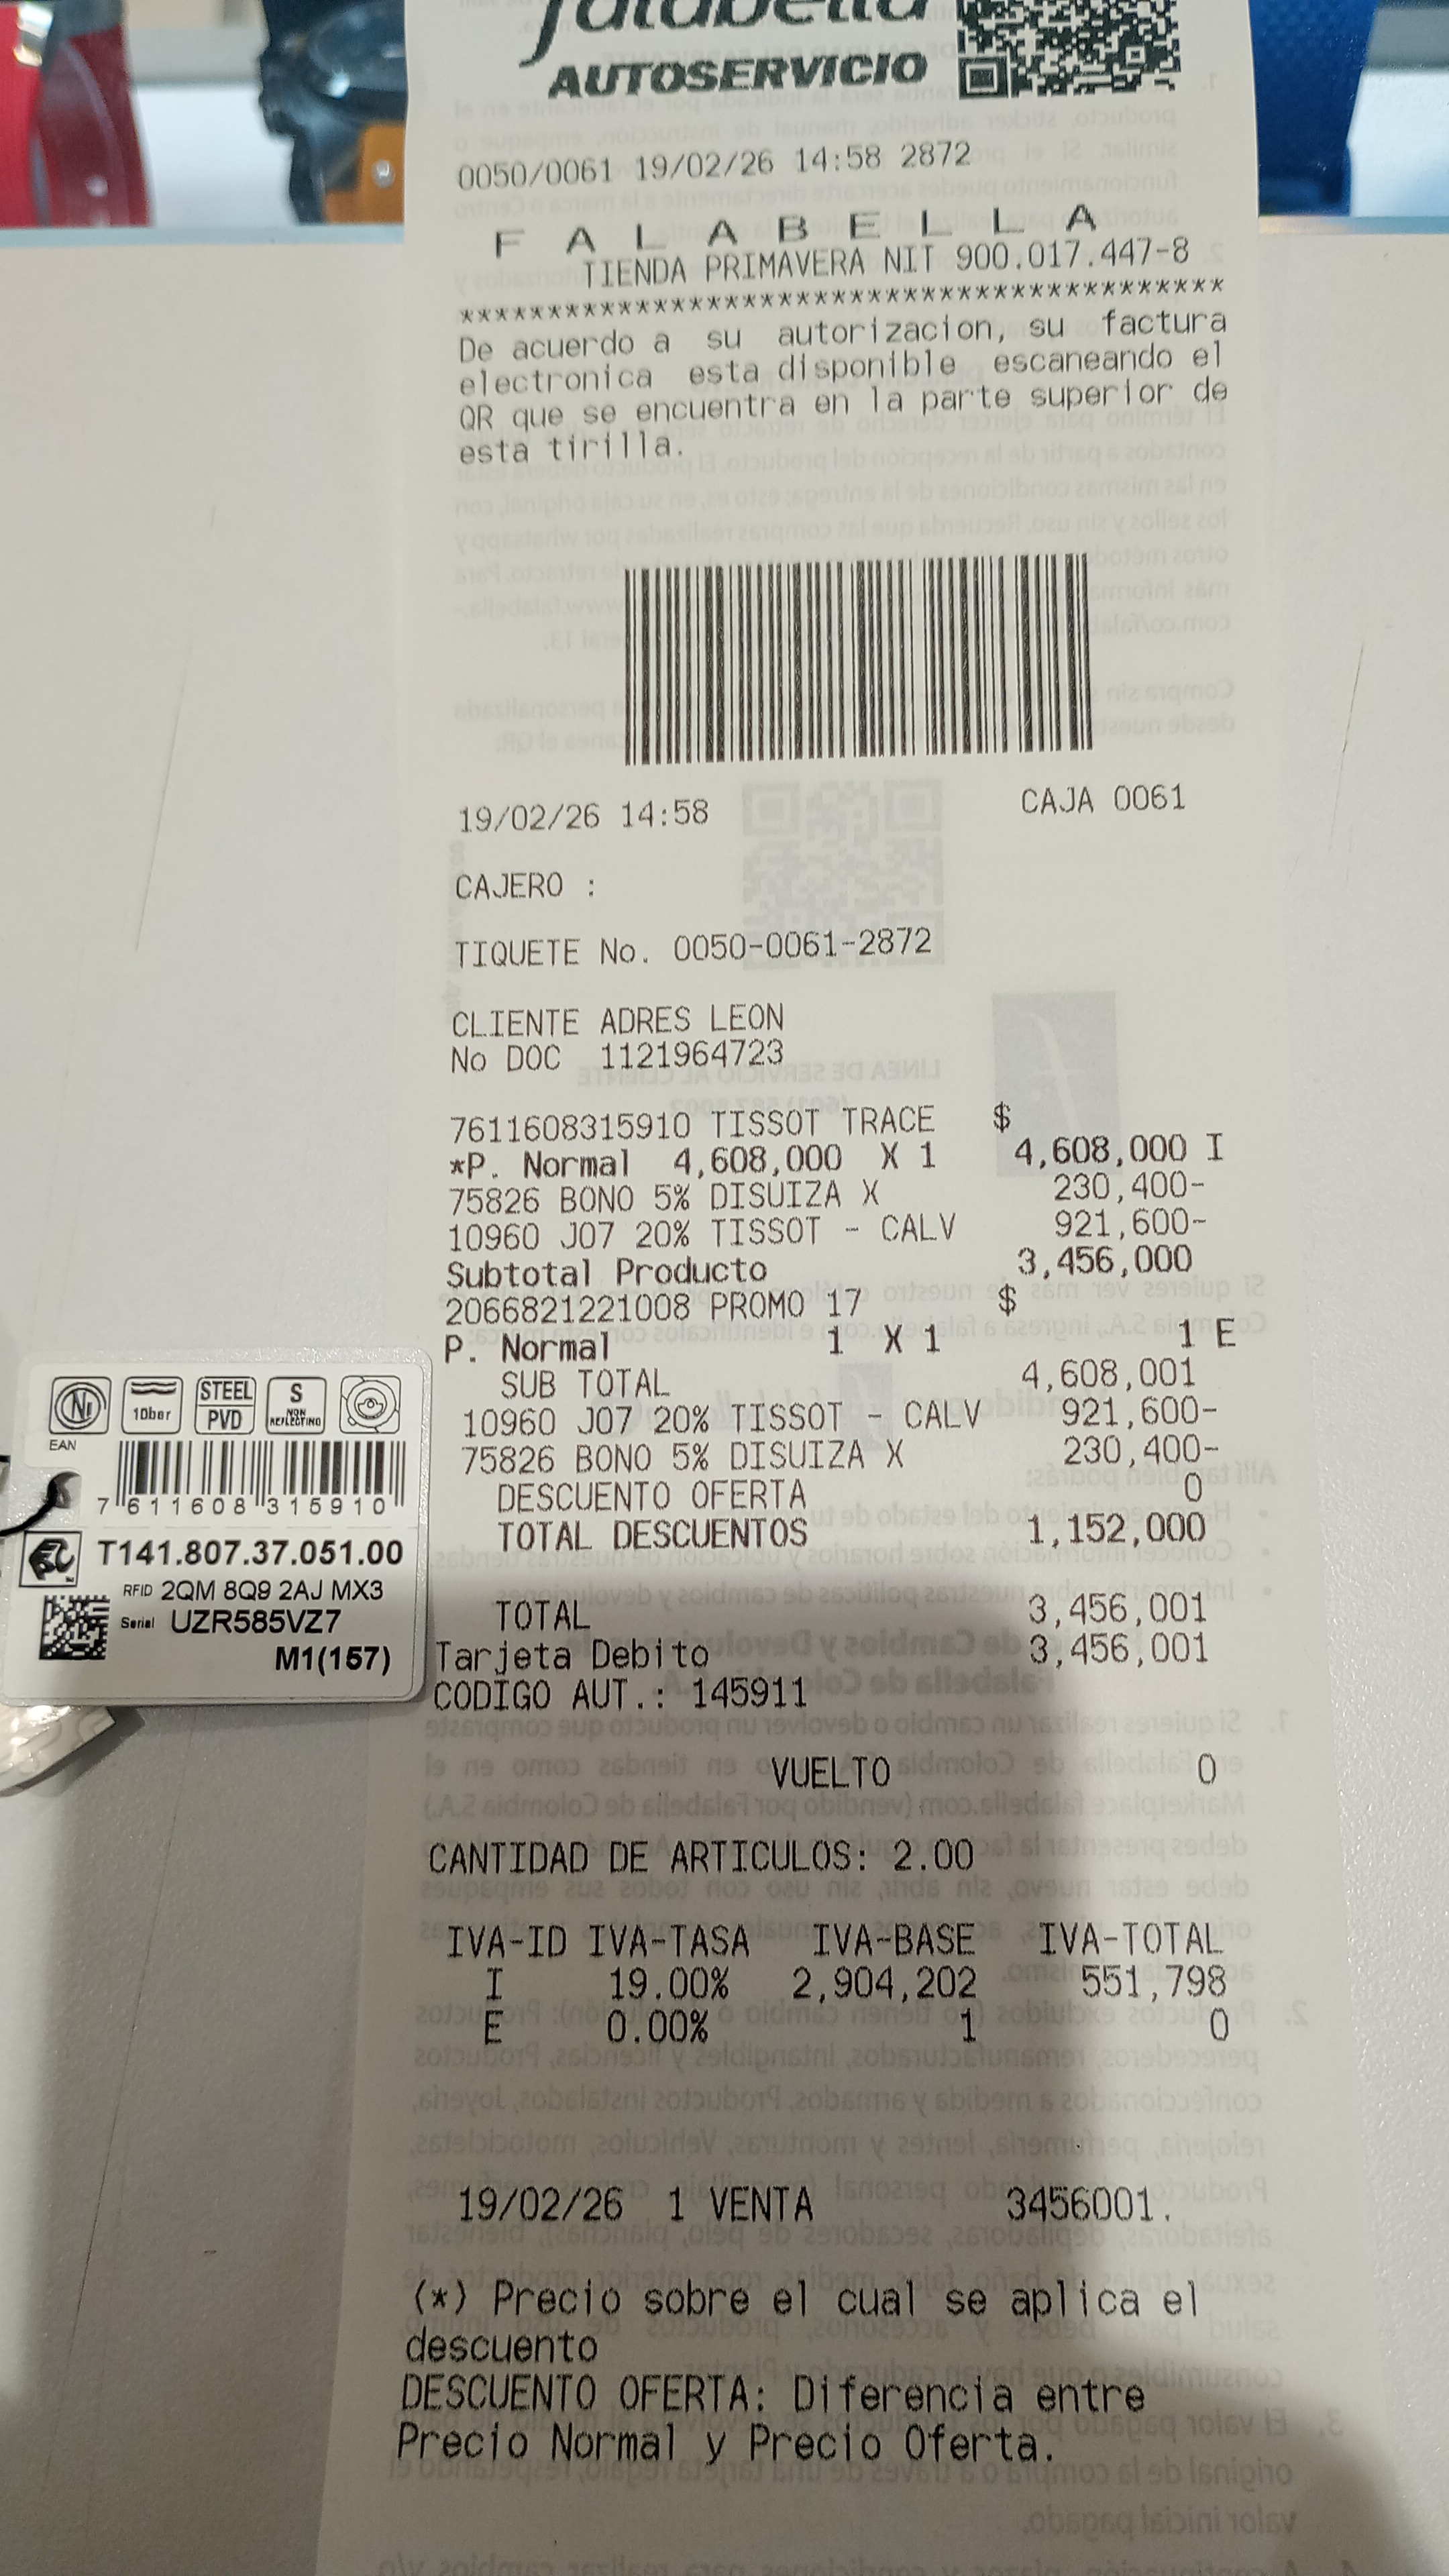 falabella
AUTOSERVICIO
0050/0061 19/02/26 14:58 2872
F A L A B E L L A
TIENDA PRIMAVERA NIT 900.017.447-8
******************************************
De acuerdo a su autorizacion, su factura
electronica esta disponible escaneando el
QR que se encuentra en la parte superior de
esta tirilla.
19/02/26 14:58 CAJA 0061
CAJERO :
TIQUETE No. 0050-0061-2872
CLIENTE ADRES LEON
No DOC 1121964723
7611608315910 TISSOT TRACE $
*P. Normal 4,608,000 X 1 4,608,000 I
75826 BONO 5% DISUIZA X 230,400-
10960 J07 20% TISSOT - CALV 921,600-
Subtotal Producto 3,456,000
2066821221008 PROMO 17 $
P. Normal 1 X 1 1 E
SUB TOTAL 4,608,001
10960 J07 20% TISSOT - CALV 921,600-
75826 BONO 5% DISUIZA X 230,400-
DESCUENTO OFERTA 0
TOTAL DESCUENTOS 1,152,000
TOTAL 3,456,001
Tarjeta Debito 3,456,001
CODIGO AUT.: 145911
VUELTO 0
CANTIDAD DE ARTICULOS: 2.00
IVA-ID IVA-TASA IVA-BASE IVA-TOTAL
I 19.00% 2,904,202 551,798
E 0.00% 1 0
19/02/26 1 VENTA 3456001.
(*) Precio sobre el cual se aplica el
descuento
DESCUENTO OFERTA: Diferencia entre
Precio Normal y Precio Oferta.
Ni
10bar
STEEL
PVD
S
NON
REFLECTING
EAN
7 611608 315910
T141.807.37.051.00
RFID 2QM 8Q9 2AJ MX3
Serial UZR585VZ7
M1(157)